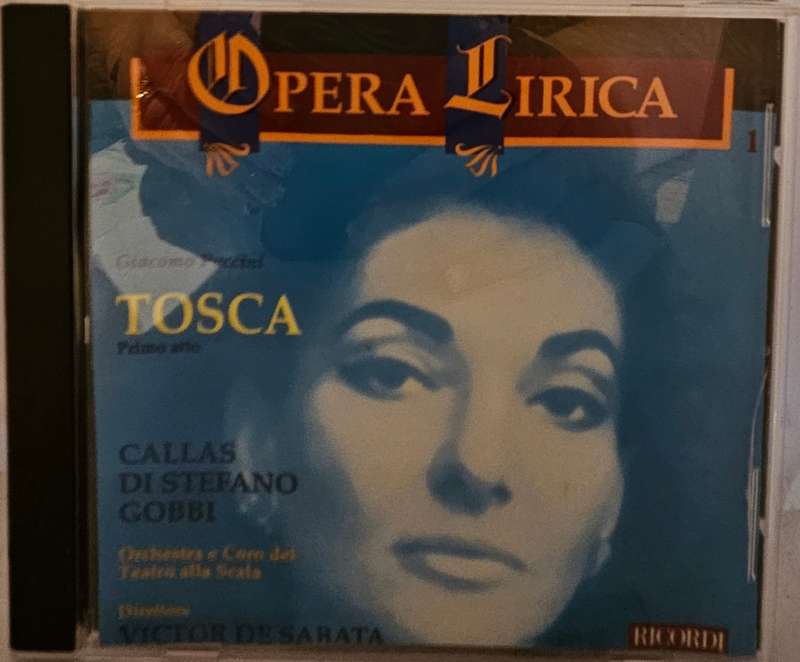 OPERA LIRICA
1
Giacomo Puccini
TOSCA
Primo atto
CALLAS
DI STEFANO
GOBBI
Orchestra e Coro del
Teatro alla Scala
Direttore
VICTOR DE SABATA
RICORDI